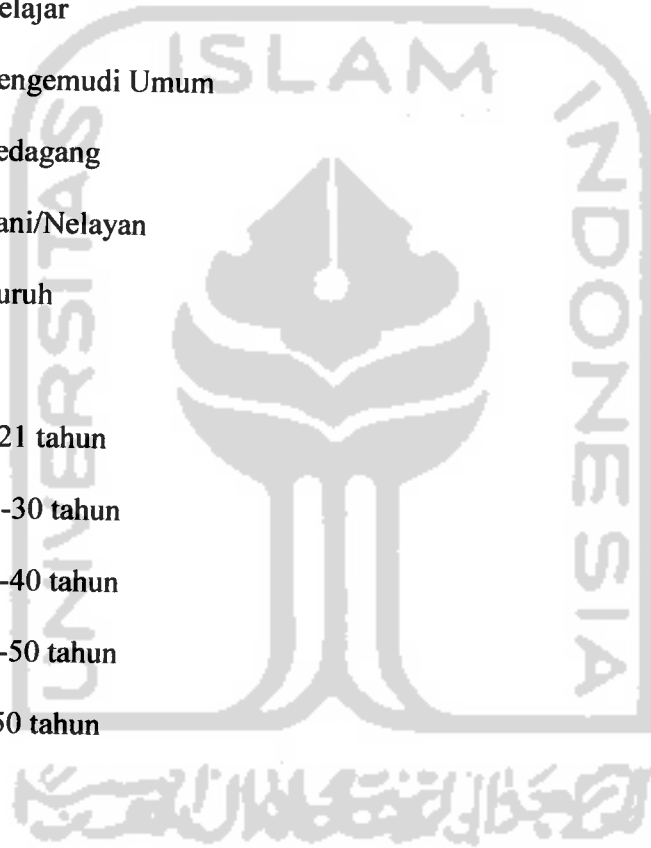 elajar
engemudi Umum
edagang
ani/Nelayan
uruh
21 tahun
-30 tahun
-40 tahun
-50 tahun
50 tahun
UNIVERSITAS
ISLAM
INDONESIA